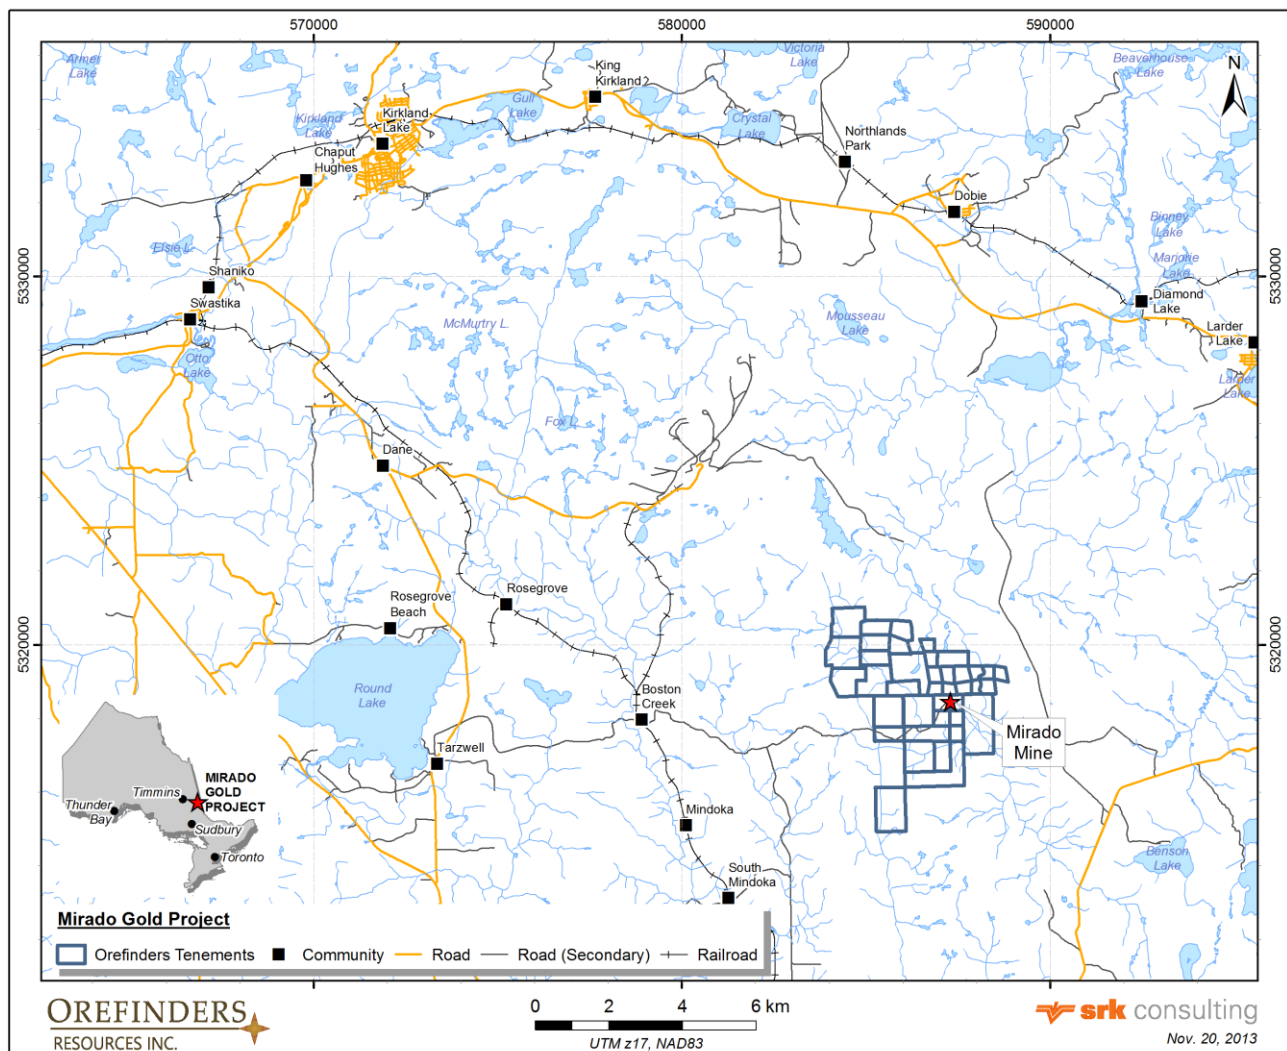 570000
580000
590000
Armer
Lake
Victoria
Lake
Beaverhouse
Lake
N
King
Kirkland
Gull
Lake
Kirkland
Lake
Kirkland
Lake
Crystal
Lake
Northlands
Park
Chaput
Hughes
Dobie
Binney
Lake
Elsie L.
Marjorie
Lake
Shaniko
5330000
5330000
Swastika
Diamond
Lake
McMurtry L.
Mousseau
Lake
Larder
Lake
Otto
Lake
Larder
Lake
Fox L.
Dane
Rosegrove
Rosegrove
Beach
5320000
5320000
Round
Lake
Boston
Creek
Mirado
Mine
Tarzwell
MIRADO
GOLD
PROJECT
Timmins
Thunder
Bay
Sudbury
Toronto
Mindoka
Benson
Lake
South
Mindoka
Mirado Gold Project
Orefinders Tenements
Community
Road
Road (Secondary)
Railroad
OREFINDERS
RESOURCES INC.
0 2 4 6 km
UTM z17, NAD83
srk consulting
Nov. 20, 2013